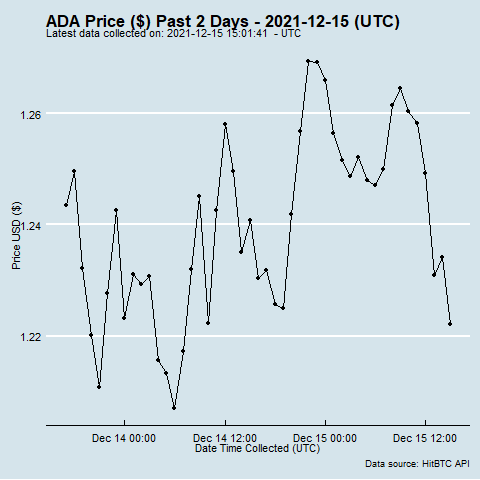 ADA Price ($) Past 2 Days - 2021-12-15 (UTC)
Latest data collected on: 2021-12-15 15:01:41 - UTC
1.26
1.24
1.22
Price USD ($)
Dec 14 00:00 Dec 14 12:00 Dec 15 00:00 Dec 15 12:00
Date Time Collected (UTC)
Data source: HitBTC API